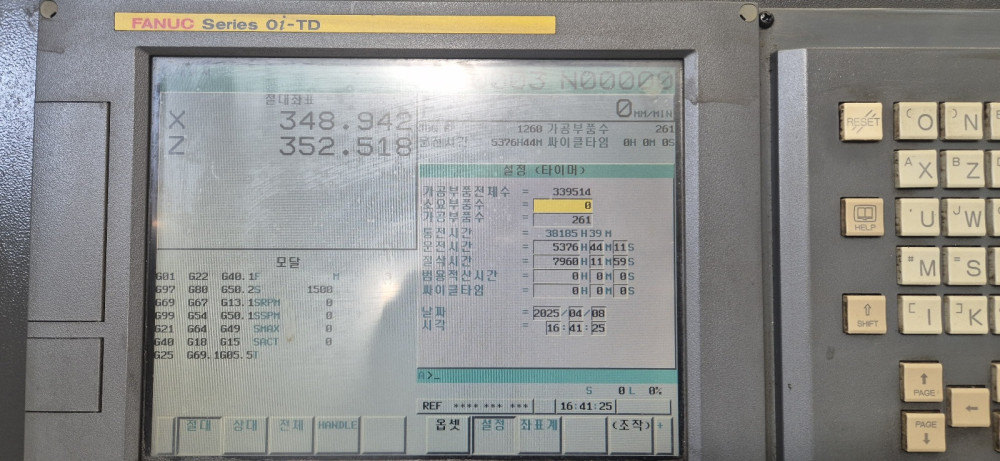 FANUC Series 0i-TD
N00000
절대좌표
X 348.942
Z 352.518
0 MM/MIN
1260 가공부품수 261
5376H44M 싸이클타임 0H 0M 0S
설정 (타이머)
가공부품전체수 = 339514
소요부품수 = 0
가공부품수 = 261
통전시간 = 38185H39M
운전시간 = 5376H44M11S
절삭시간 = 7960H11M59S
범용적산시간 = 0H 0M 0S
싸이클타임 = 0H 0M 0S
날짜 = 2025/04/08
시각 = 16:41:25
모달
G01 G22 G40.1 F M
G97 G80 G50.2 S 1500
G69 G67 G13.1 SRPM 0
G99 G54 G50.1 SSPM 0
G21 G64 G49 SMAX 0
G40 G18 G15 SACT 0
G25 G69.1 G05.5 T
A>_
S 0 L 0%
REF **** *** *** 16:41:25
절대 상대 전체 HANDLE 옵셋 설정 좌표계 (조작) +
RESET
( O ) N
A X B Z
HELP
U J W
M = S
⇧ SHIFT
[ I ] K
↑ PAGE
←
PAGE ↓